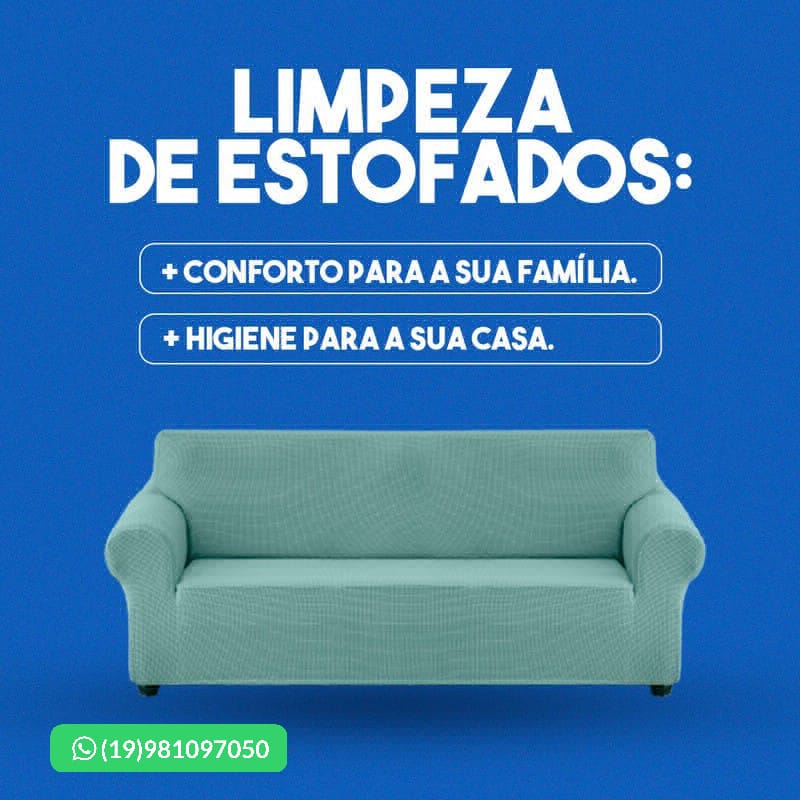 LIMPEZA
DE ESTOFADOS:
+ CONFORTO PARA A SUA FAMÍLIA.
+ HIGIENE PARA A SUA CASA.
(19)981097050